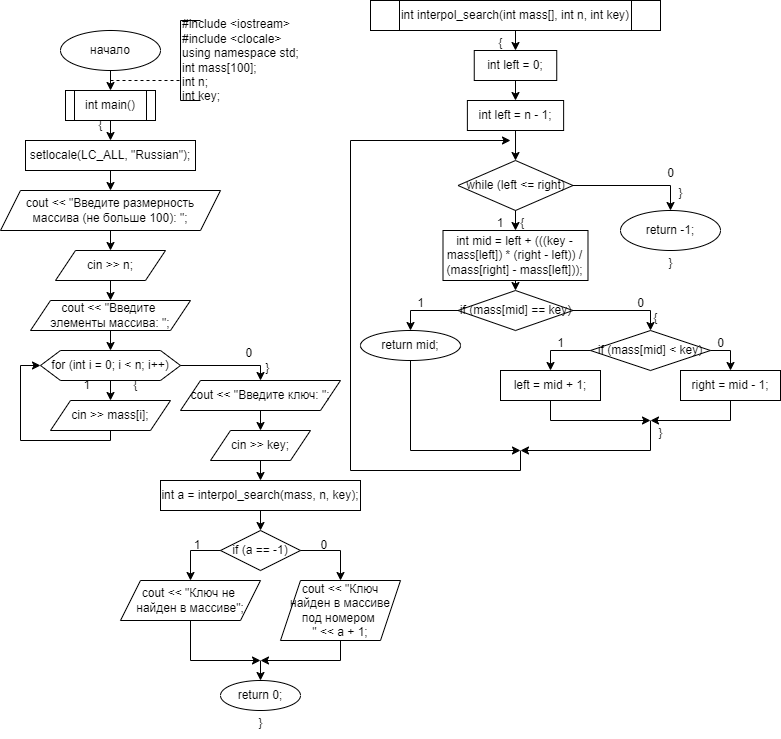 начало
#include <iostream>
#include <clocale>
using namespace std;
int mass[100];
int n;
int key;
int main()
{
setlocale(LC_ALL, "Russian");
cout << "Введите размерность
массива (не больше 100): ";
cin >> n;
cout << "Введите
элементы массива: ";
for (int i = 0; i < n; i++)
0
}
1
{
cin >> mass[i];
cout << "Введите ключ: ";
cin >> key;
int a = interpol_search(mass, n, key);
if (a == -1)
1
0
cout << "Ключ не
найден в массиве";
cout << "Ключ
найден в массиве
под номером
" << a + 1;
return 0;
}
int interpol_search(int mass[], int n, int key)
{
int left = 0;
int left = n - 1;
while (left <= right)
0
}
return -1;
}
1
{
int mid = left + (((key -
mass[left]) * (right - left)) /
(mass[right] - mass[left]));
if (mass[mid] == key)
1
0
return mid;
{
if (mass[mid] < key)
1
0
left = mid + 1;
right = mid - 1;
}